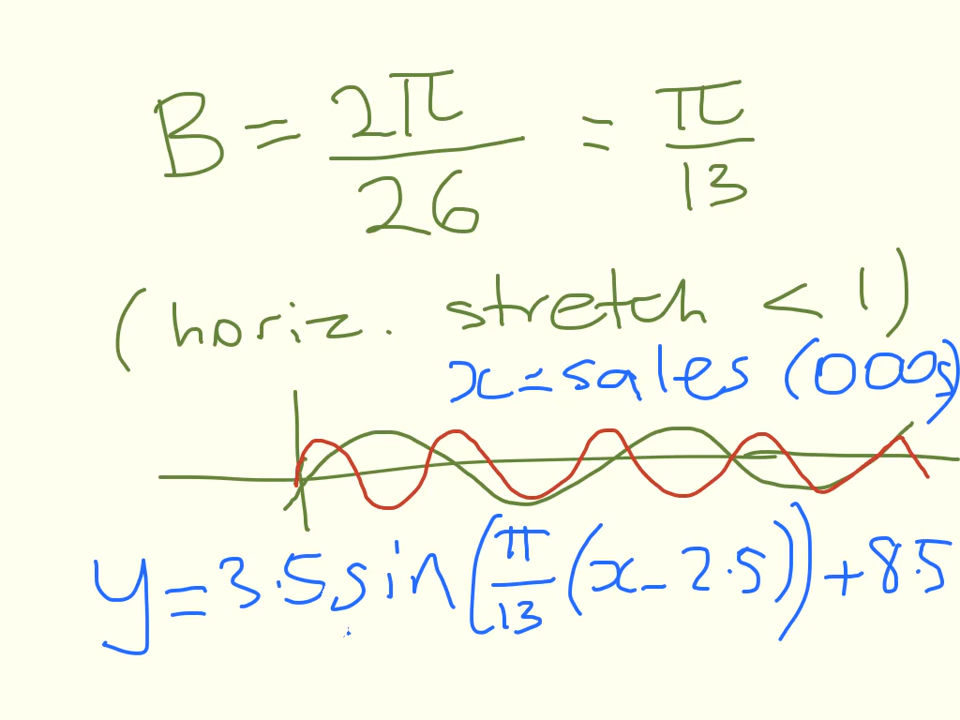 B = 2π/26 = π/13
(horiz. stretch < 1)
x = sales (000s)
y = 3.5 sin(π/13 (x - 2.5)) + 8.5